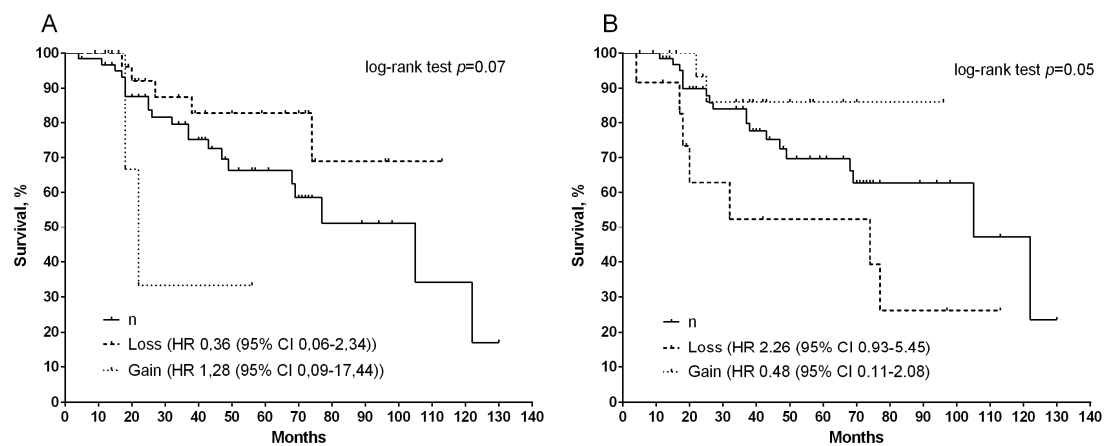 A
log-rank test p=0.07
Survival, %
100
90
80
70
60
50
40
30
20
10
0
n
Loss (HR 0,36 (95% CI 0,06-2,34))
Gain (HR 1,28 (95% CI 0,09-17,44))
0 10 20 30 40 50 60 70 80 90 100 110 120 130 140
Months
B
log-rank test p=0.05
Survival, %
100
90
80
70
60
50
40
30
20
10
0
n
Loss (HR 2.26 (95% CI 0.93-5.45)
Gain (HR 0.48 (95% CI 0.11-2.08)
0 10 20 30 40 50 60 70 80 90 100 110 120 130 140
Months